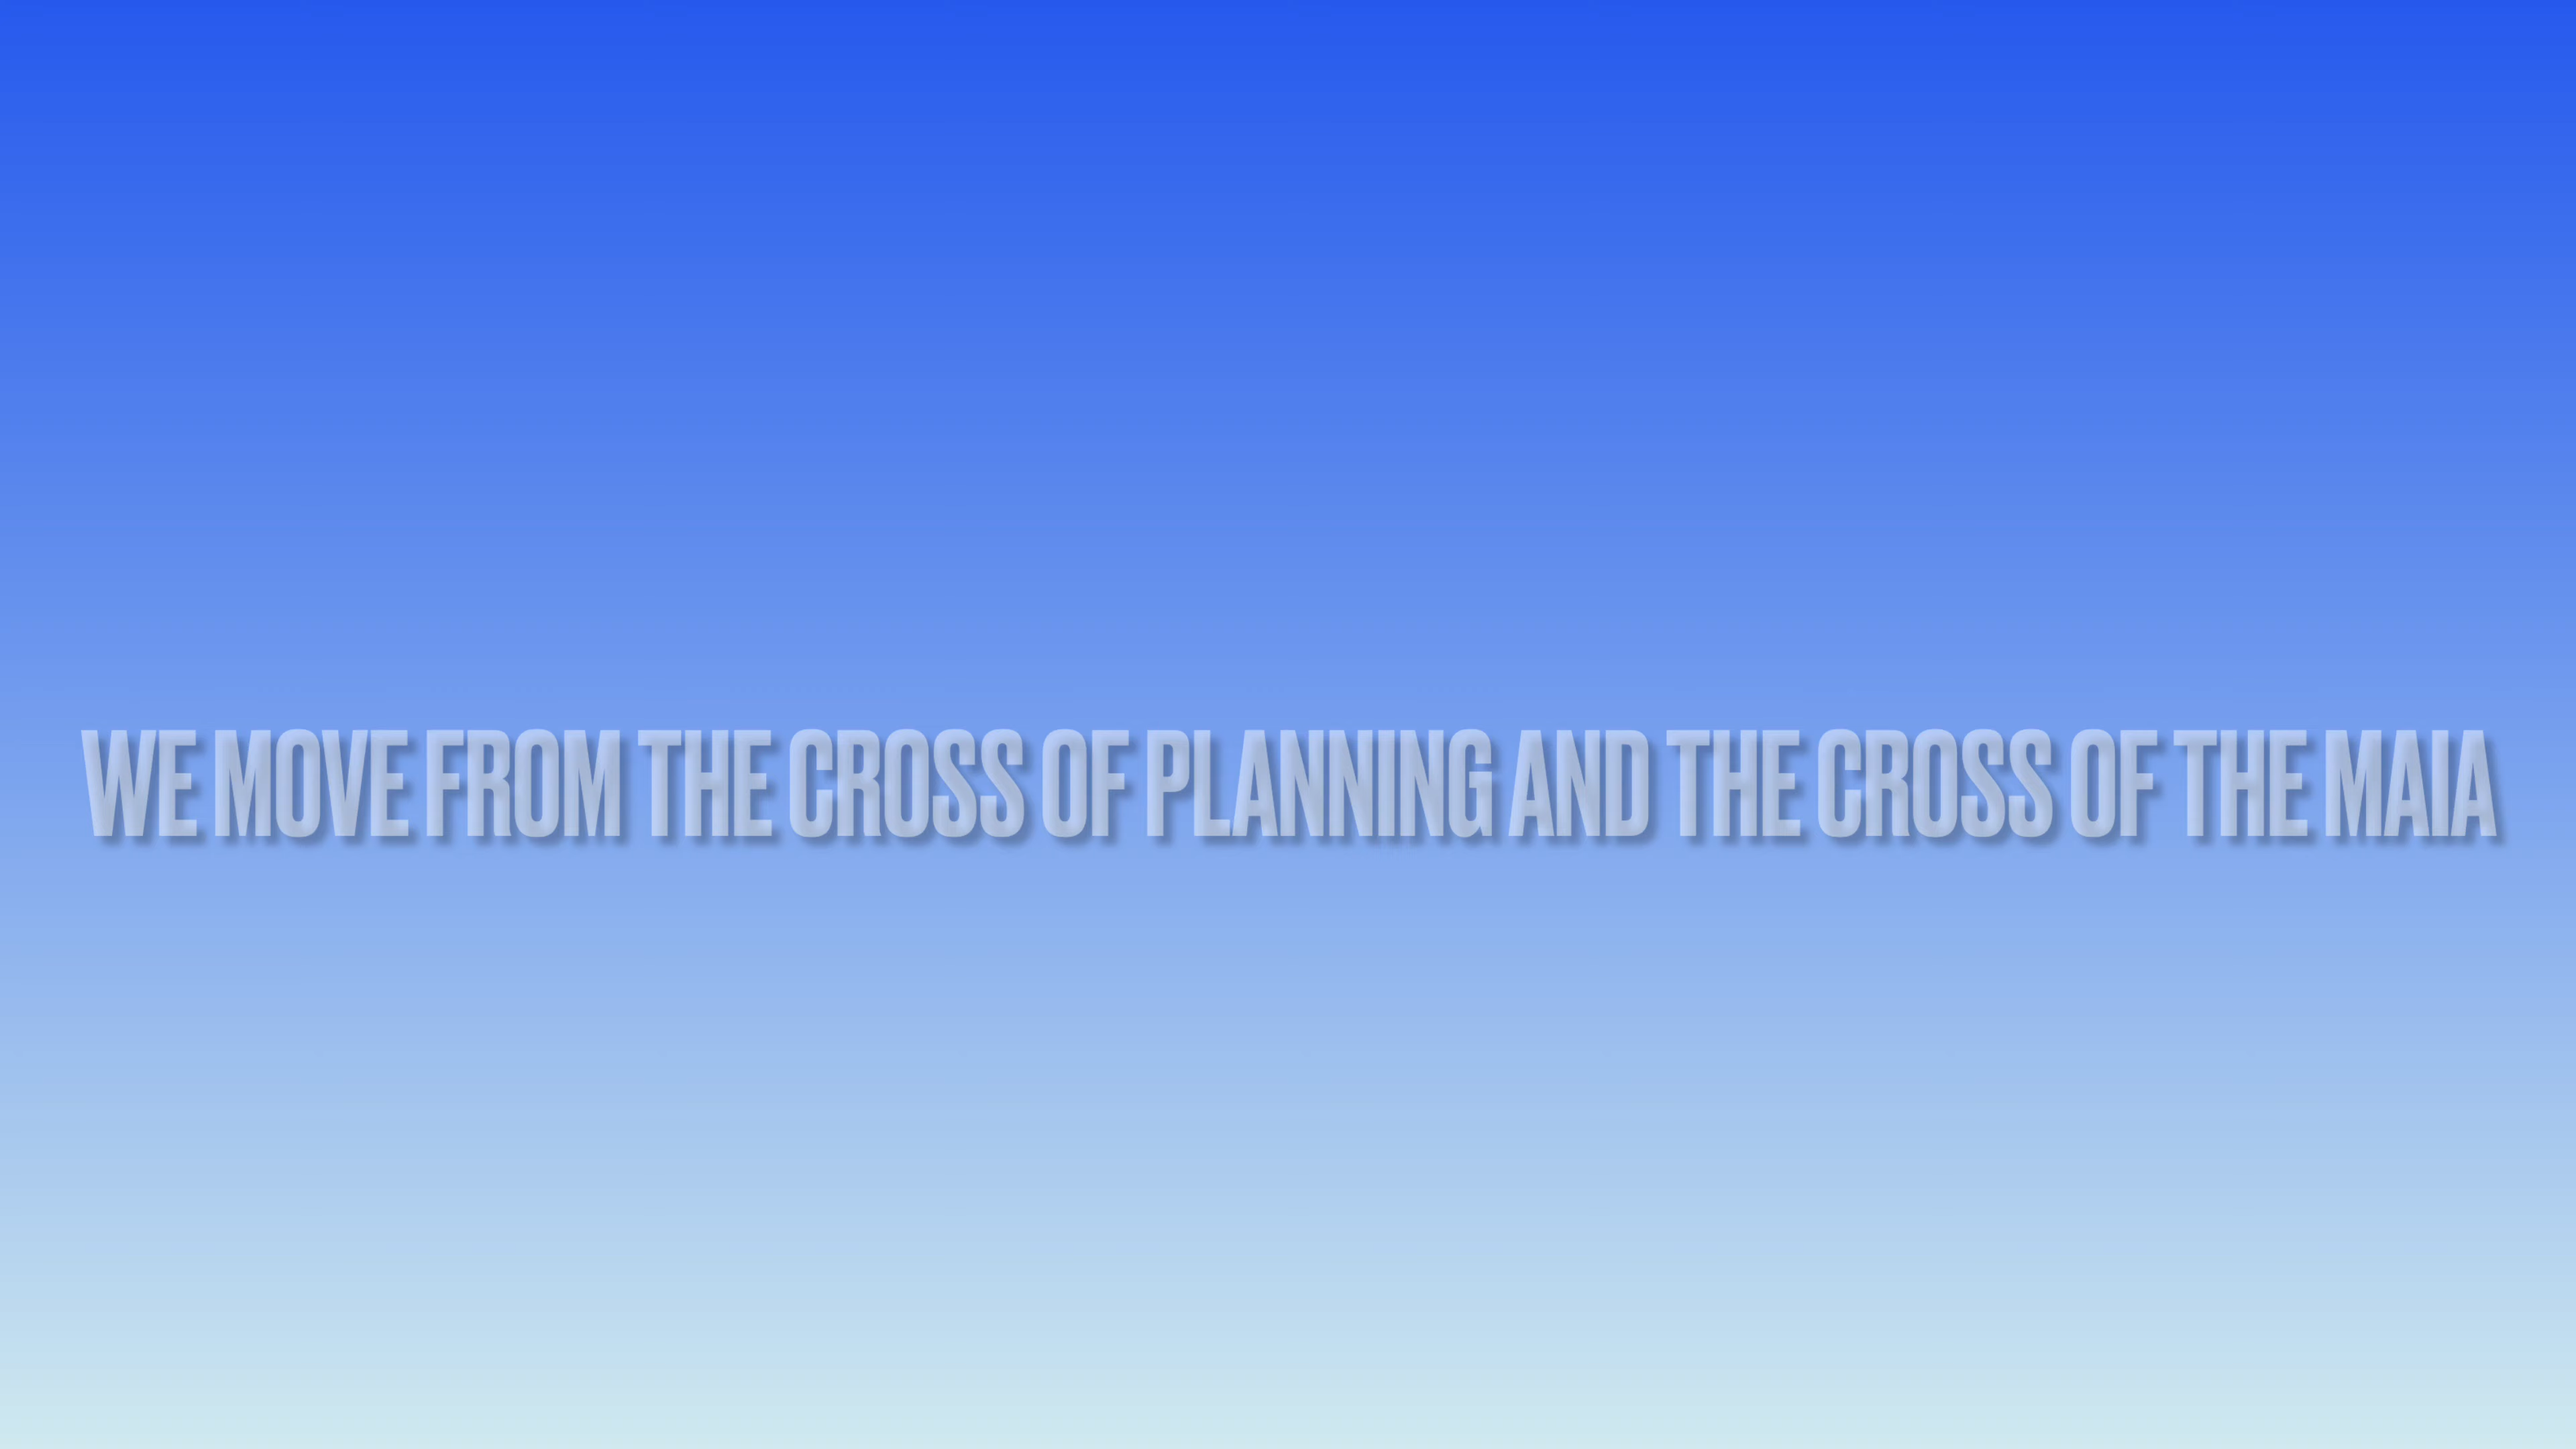 WE MOVE FROM THE CROSS OF PLANNING AND THE CROSS OF THE MAIA